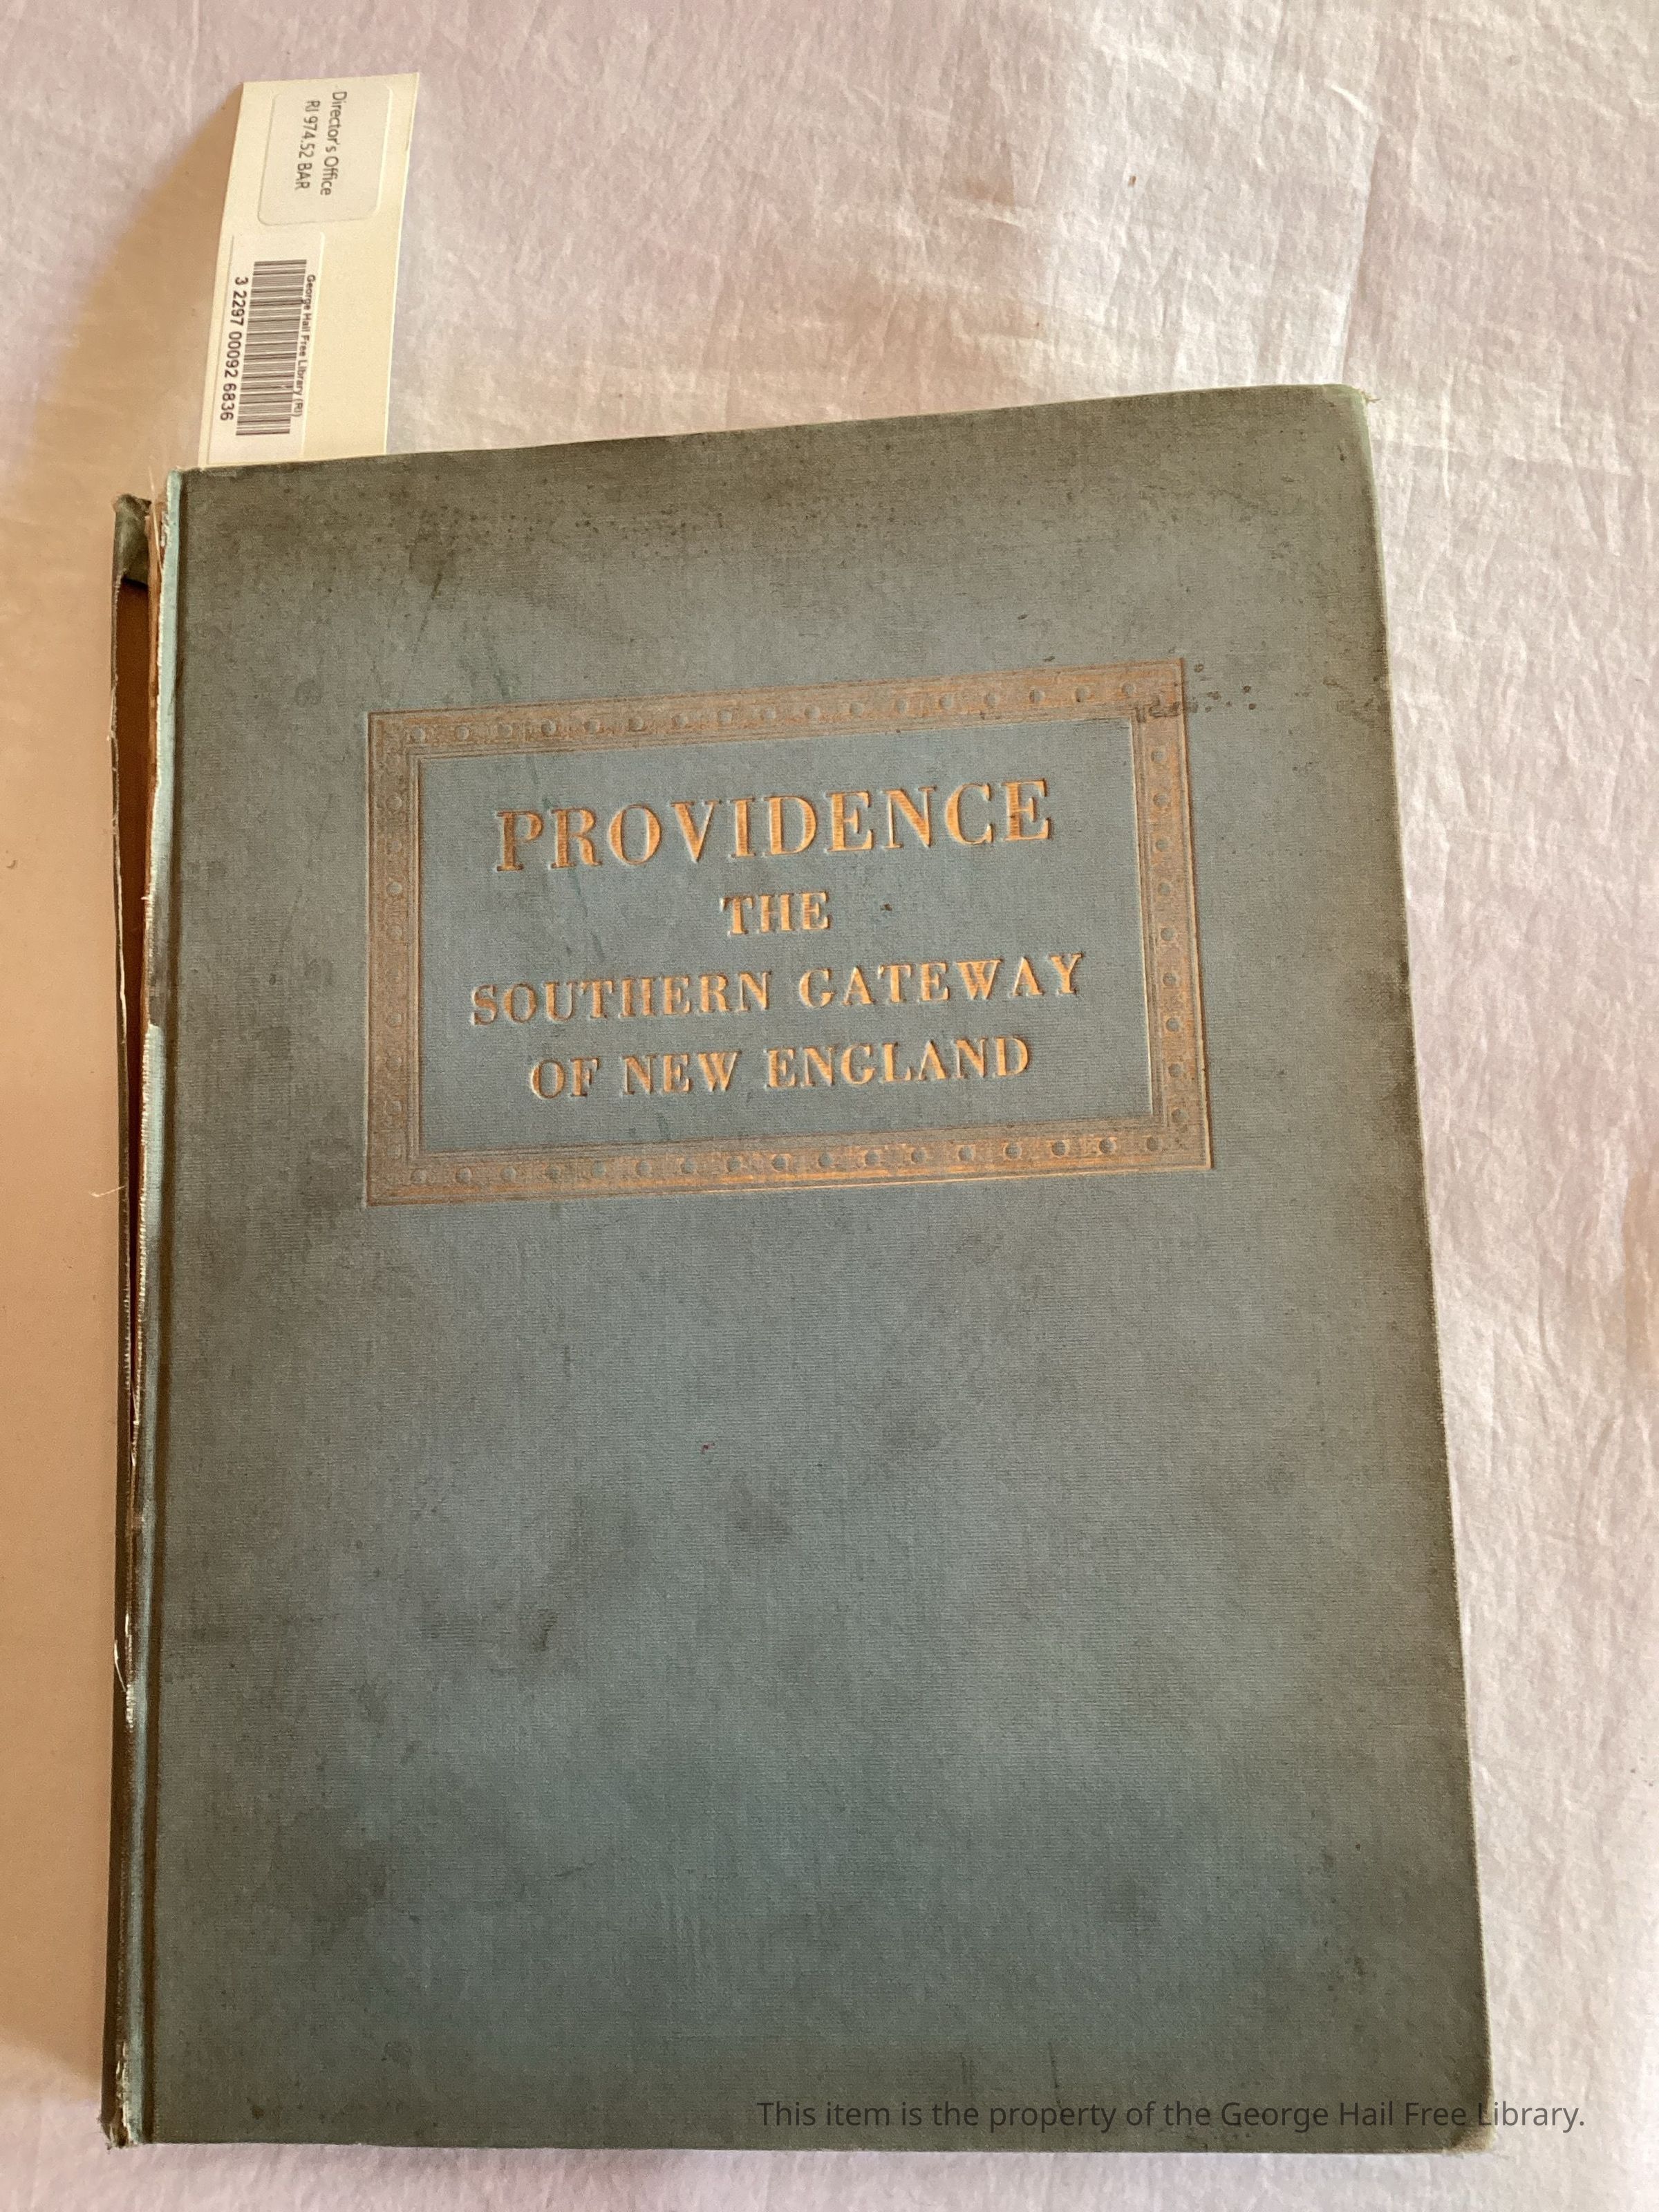 Director's Office
RI 974.52 BAR
George Hail Free Library (RI)
3 2297 00092 6836
PROVIDENCE
THE
SOUTHERN GATEWAY
OF NEW ENGLAND
This item is the property of the George Hail Free Library.